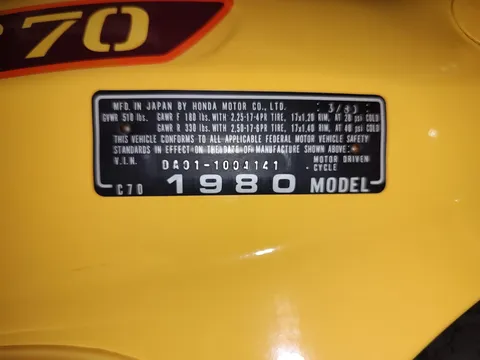 70
MFD. IN JAPAN BY HONDA MOTOR CO., LTD. 3/80
GVWR 510 lbs. GAWR F 180 lbs. WITH 2.25-17-4PR TIRE, 17x1.20 RIM, AT 28 psi COLD
GAWR R 330 lbs. WITH 2.50-17-6PR TIRE, 17x1.40 RIM, AT 40 psi COLD
THIS VEHICLE CONFORMS TO ALL APPLICABLE FEDERAL MOTOR VEHICLE SAFETY
STANDARDS IN EFFECT ON THE DATE OF MANUFACTURE SHOWN ABOVE.
V.I.N. DA01-1004141 MOTOR DRIVEN
CYCLE
C70 1980 MODEL